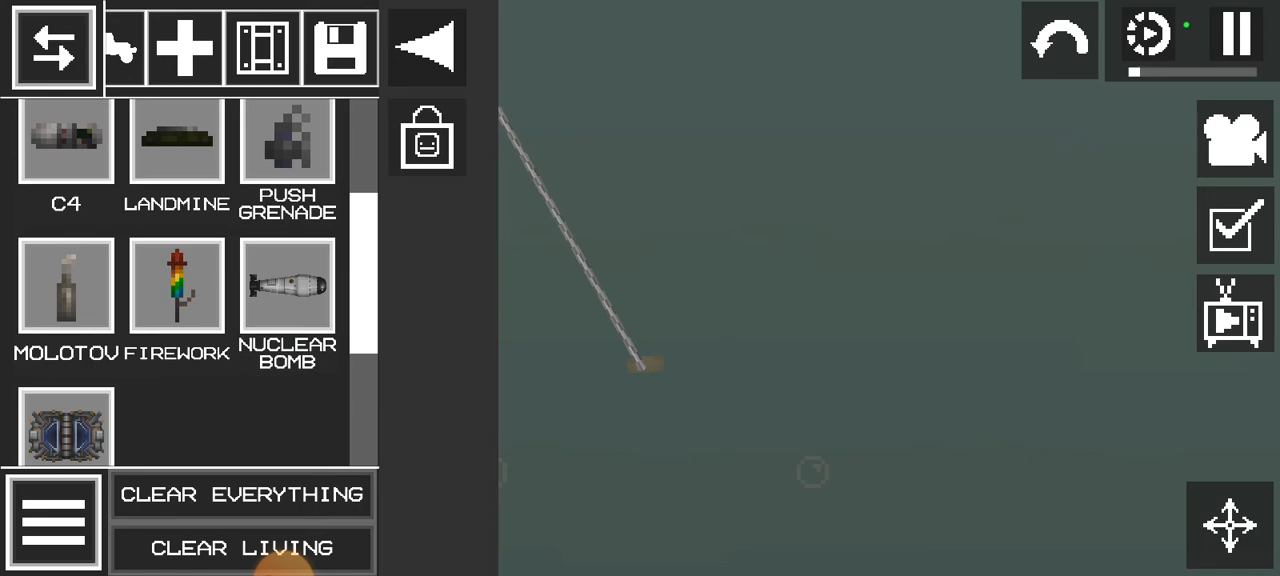 C4
LANDMINE
PUSH
GRENADE
MOLOTOV
FIREWORK
NUCLEAR
BOMB
CLEAR EVERYTHING
CLEAR LIVING